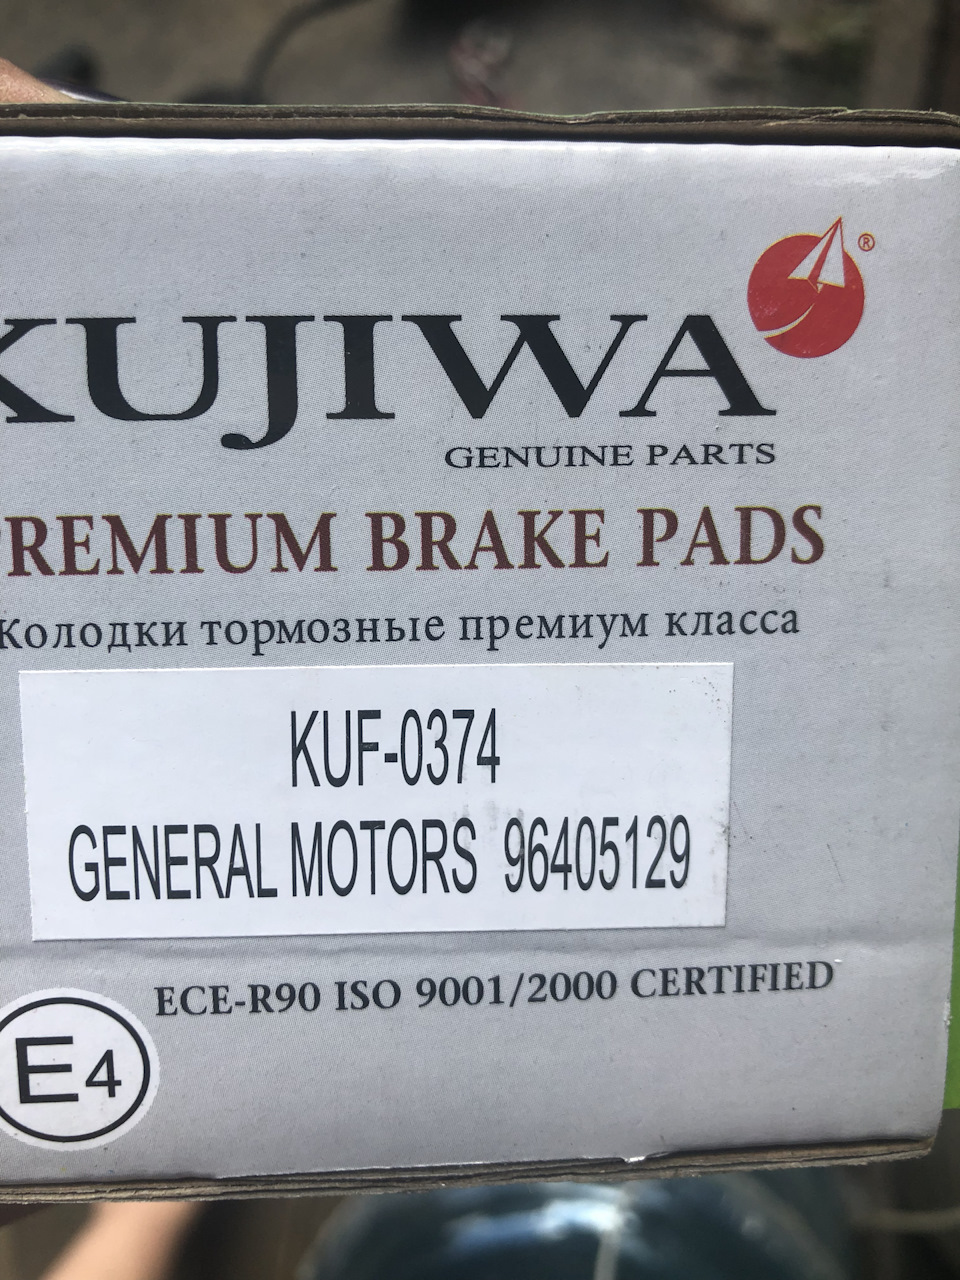 KUJIWA ®
GENUINE PARTS
PREMIUM BRAKE PADS
Колодки тормозные премиум класса
KUF-0374
GENERAL MOTORS 96405129
ECE-R90 ISO 9001/2000 CERTIFIED
E4